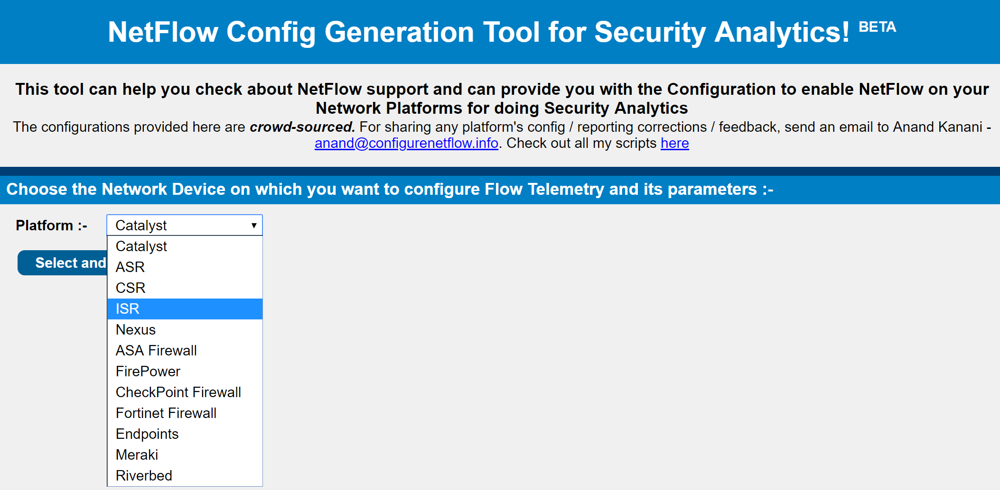 NetFlow Config Generation Tool for Security Analytics! BETA
This tool can help you check about NetFlow support and can provide you with the Configuration to enable NetFlow on your
Network Platforms for doing Security Analytics
The configurations provided here are crowd-sourced. For sharing any platform's config / reporting corrections / feedback, send an email to Anand Kanani -
anand@configurenetflow.info. Check out all my scripts here
Choose the Network Device on which you want to configure Flow Telemetry and its parameters :-
Platform :- Catalyst
Catalyst
Select and
ASR
CSR
ISR
Nexus
ASA Firewall
FirePower
CheckPoint Firewall
Fortinet Firewall
Endpoints
Meraki
Riverbed